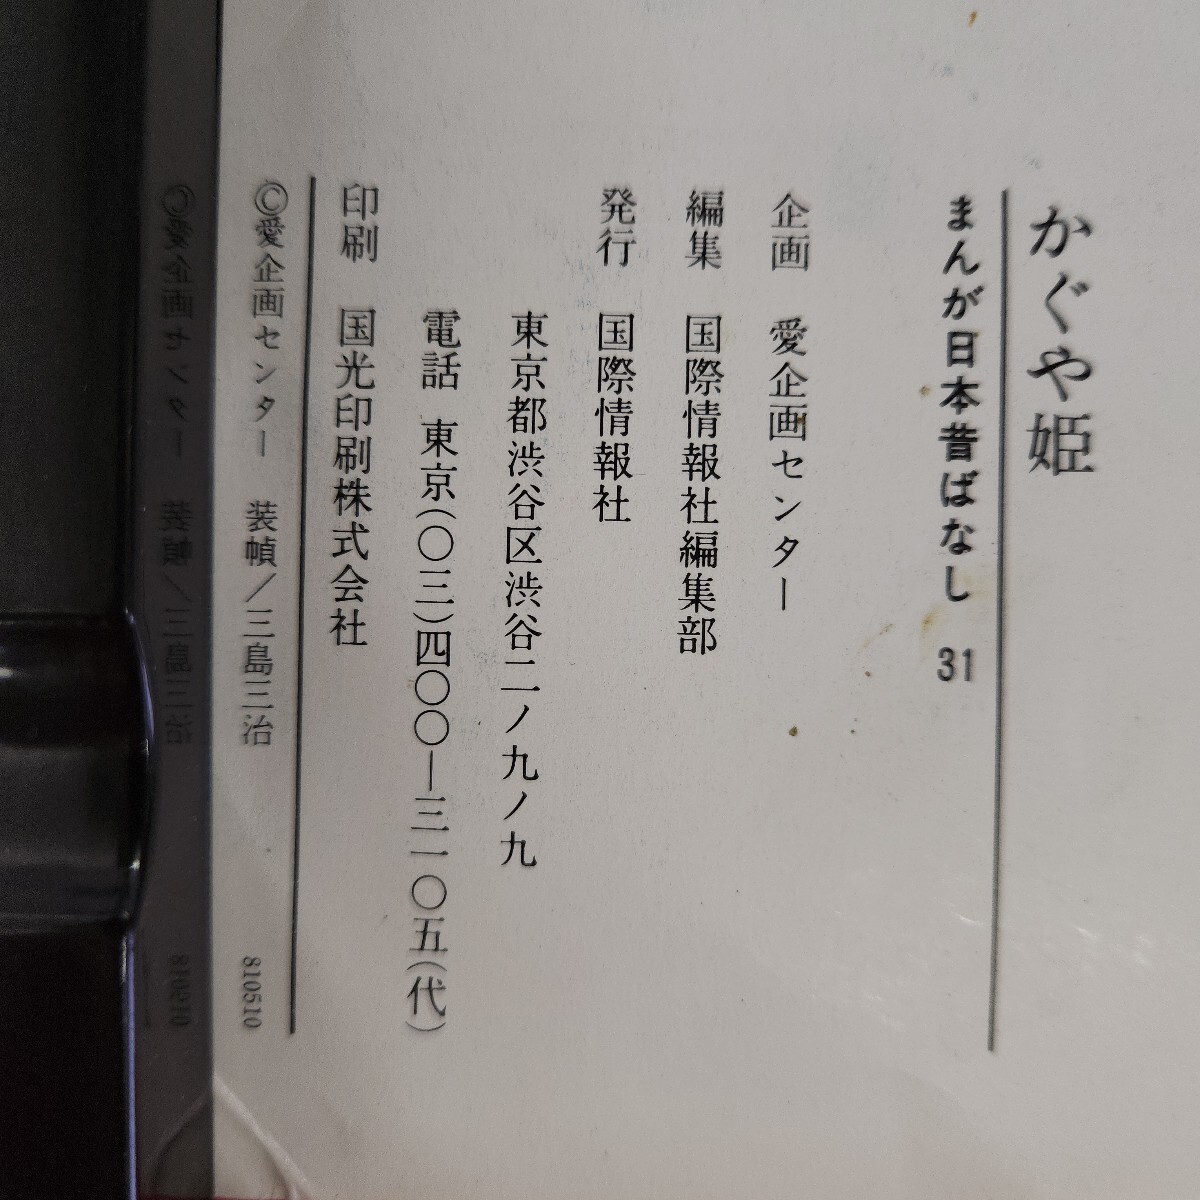 かぐや姫
まんが日本昔ばなし 31
企画 愛企画センター
編集 国際情報社編集部
発行 国際情報社
東京都渋谷区渋谷二ノ九ノ九
電話 東京(〇三)四〇〇―三一〇五(代)
印刷 国光印刷株式会社
©愛企画センター 装幀/三島三治
810510